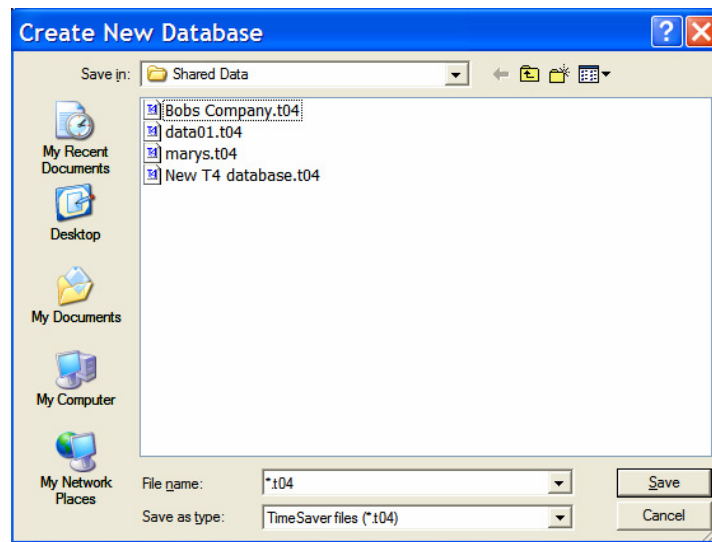 Create New Database
Save in:
Shared Data
Bobs Company.t04
data01.t04
marys.t04
New T4 database.t04
My Recent
Documents
Desktop
My Documents
My Computer
My Network
Places
File name:
*.t04
Save
Save as type:
TimeSaver files (*.t04)
Cancel